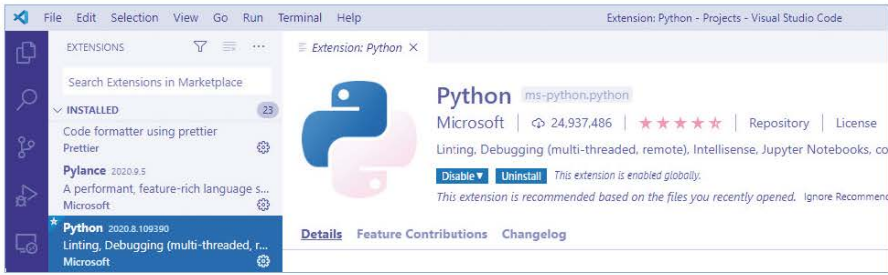 File Edit Selection View Go Run Terminal Help
Extension: Python - Projects - Visual Studio Code
EXTENSIONS
Search Extensions in Marketplace
INSTALLED 23
Code formatter using prettier
Prettier
Pylance 2020.9.5
A performant, feature-rich language s...
Microsoft
Python 2020.8.109390
Linting, Debugging (multi-threaded, r...
Microsoft
Extension: Python
Python ms-python.python
Microsoft 24,937,486 Repository License
Linting, Debugging (multi-threaded, remote), Intellisense, Jupyter Notebooks, co
Disable Uninstall This extension is enabled globally.
This extension is recommended based on the files you recently opened. Ignore Recommenc
Details Feature Contributions Changelog